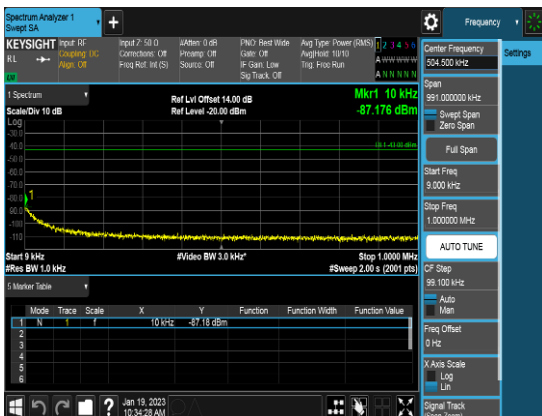 Spectrum Analyzer 1
Swept SA
+
Frequency
KEYSIGHT
Input: RF
Input Z: 50 Ω
#Atten: 0 dB
PNO: Best Wide
Avg Type: Power (RMS)
1 2 3 4 5 6
RL
Coupling: DC
Corrections: Off
Preamp: Off
Gate: Off
Avg|Hold: 10/10
A W W W W W
Align: Off
Freq Ref: Int (S)
Source: Off
IF Gain: Low
Trig: Free Run
Sig Track: Off
A N N N N N
LW
Center Frequency
504.500 kHz
Settings
Span
991.000000 kHz
Swept Span
Zero Span
Full Span
Start Freq
9.000 kHz
Stop Freq
1.000000 MHz
AUTO TUNE
CF Step
99.100 kHz
Auto
Man
Freq Offset
0 Hz
X Axis Scale
Log
Lin
Signal Track
(Span Zoom)
1 Spectrum
Ref Lvl Offset 14.00 dB
Mkr1 10 kHz
Scale/Div 10 dB
Ref Level -20.00 dBm
-87.176 dBm
Log
-30.0
-40.0
-50.0
-60.0
-70.0
-80.0
-90.0
-100
-110
1
Start 9 kHz
#Video BW 3.0 kHz*
Stop 1.0000 MHz
#Res BW 1.0 kHz
#Sweep 2.00 s (2001 pts)
5 Marker Table
Mode
Trace
Scale
X
Y
Function
Function Width
Function Value
1
N
1
f
10 kHz
-87.18 dBm
2
3
4
5
6
?
Jan 19, 2023
10:34:28 AM